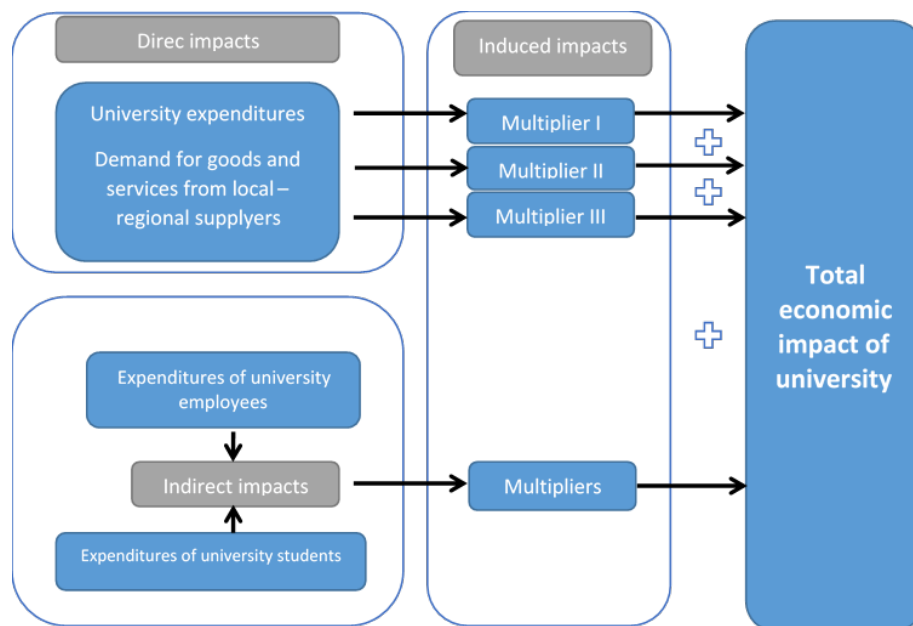 Direc impacts
University expenditures
Demand for goods and
services from local –
regional supplyers
Induced impacts
Multiplier I
Multiplier II
Multiplier III
Expenditures of university
employees
Indirect impacts
Expenditures of university students
Multipliers
Total
economic
impact of
university